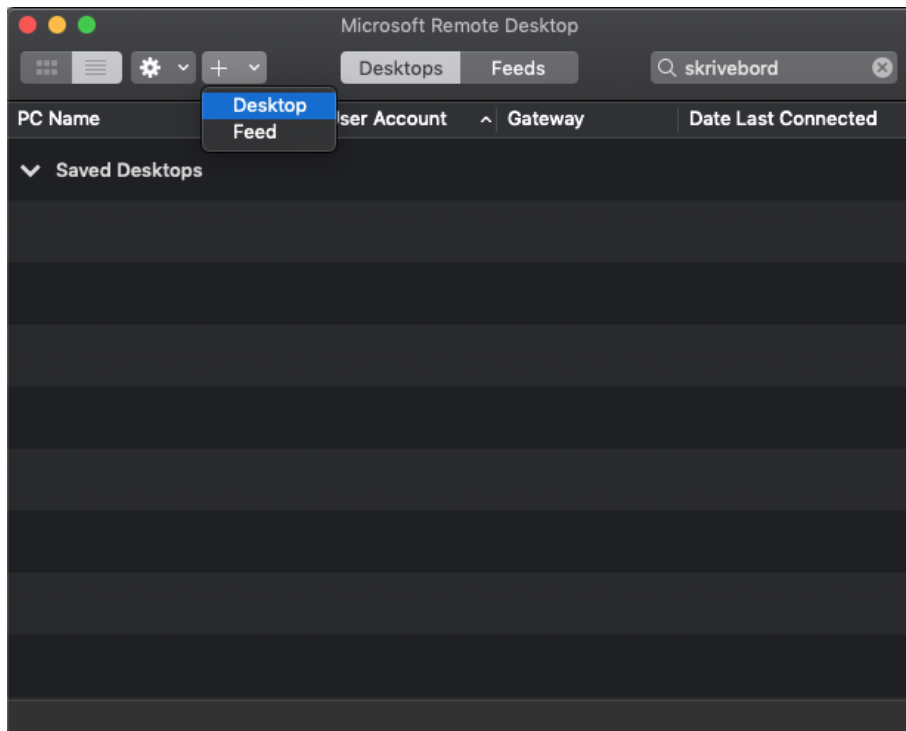 Microsoft Remote Desktop
Desktops Feeds skrivebord
Desktop
Feed
PC Name ser Account Gateway Date Last Connected
Saved Desktops